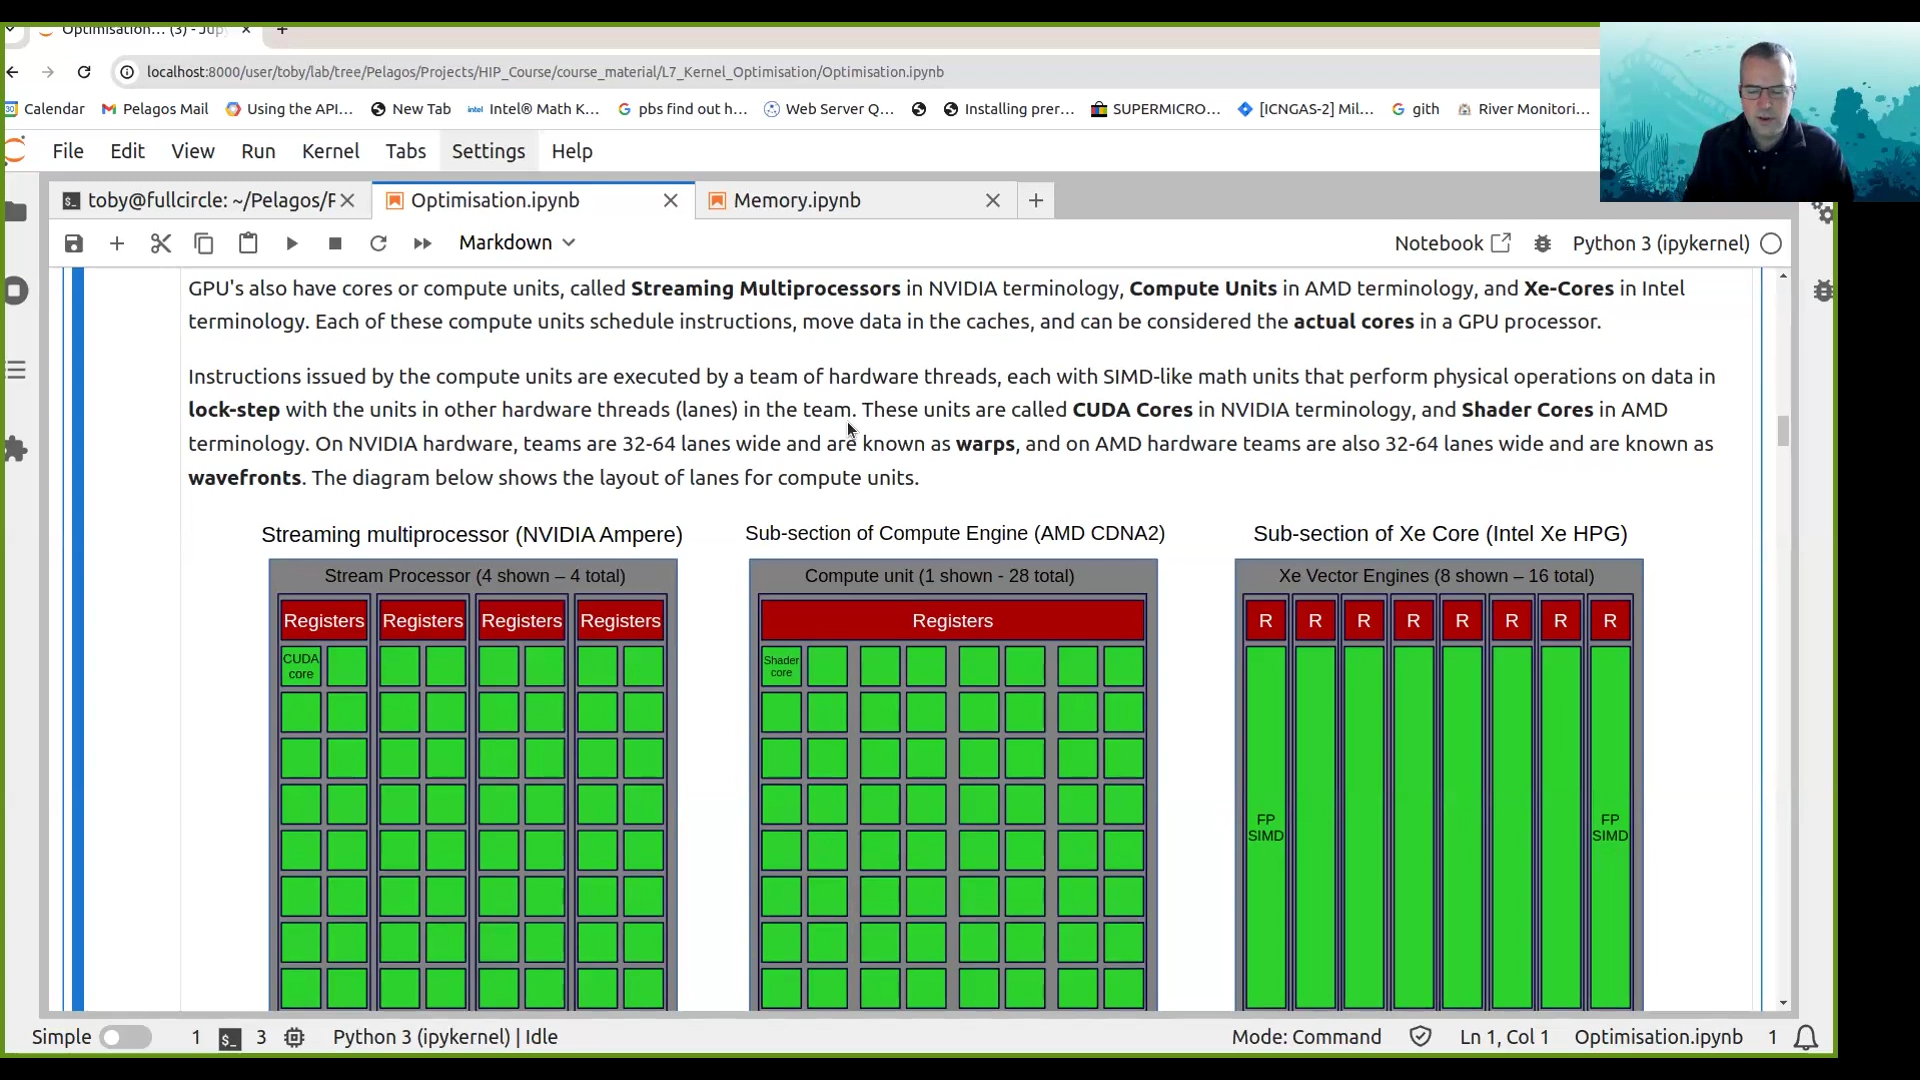 Optimisation… (3) - Jup
localhost:8000/user/toby/lab/tree/Pelagos/Projects/HIP_Course/course_material/L7_Kernel_Optimisation/Optimisation.ipynb
Calendar Pelagos Mail Using the API... New Tab intel Intel® Math K... pbs find out h... Web Server Q... Installing prer... SUPERMICRO... [ICNGAS-2] Mil... gith River Monitori...
File Edit View Run Kernel Tabs Settings Help
toby@fullcircle: ~/Pelagos/F Optimisation.ipynb Memory.ipynb
Markdown Notebook Python 3 (ipykernel)
GPU's also have cores or compute units, called Streaming Multiprocessors in NVIDIA terminology, Compute Units in AMD terminology, and Xe-Cores in Intel
terminology. Each of these compute units schedule instructions, move data in the caches, and can be considered the actual cores in a GPU processor.
Instructions issued by the compute units are executed by a team of hardware threads, each with SIMD-like math units that perform physical operations on data in
lock-step with the units in other hardware threads (lanes) in the team. These units are called CUDA Cores in NVIDIA terminology, and Shader Cores in AMD
terminology. On NVIDIA hardware, teams are 32-64 lanes wide and are known as warps, and on AMD hardware teams are also 32-64 lanes wide and are known as
wavefronts. The diagram below shows the layout of lanes for compute units.
Streaming multiprocessor (NVIDIA Ampere)
Stream Processor (4 shown – 4 total)
Registers Registers Registers Registers
CUDA
core
Sub-section of Compute Engine (AMD CDNA2)
Compute unit (1 shown - 28 total)
Registers
Shader
core
Sub-section of Xe Core (Intel Xe HPG)
Xe Vector Engines (8 shown – 16 total)
R R R R R R R R
FP FP
SIMD SIMD
Simple 1 3 Python 3 (ipykernel) | Idle Mode: Command Ln 1, Col 1 Optimisation.ipynb 1